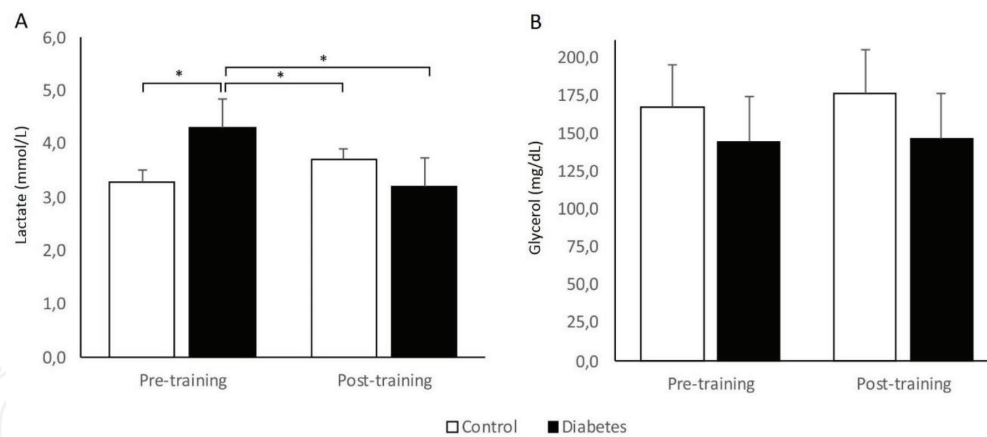 A
Lactate (mmol/L)
6,0
5,0
4,0
3,0
2,0
1,0
0,0
*
*
*
Pre-training
Post-training
B
Glycerol (mg/dL)
200,0
175,0
150,0
125,0
100,0
75,0
50,0
25,0
0,0
Pre-training
Post-training
Control
Diabetes